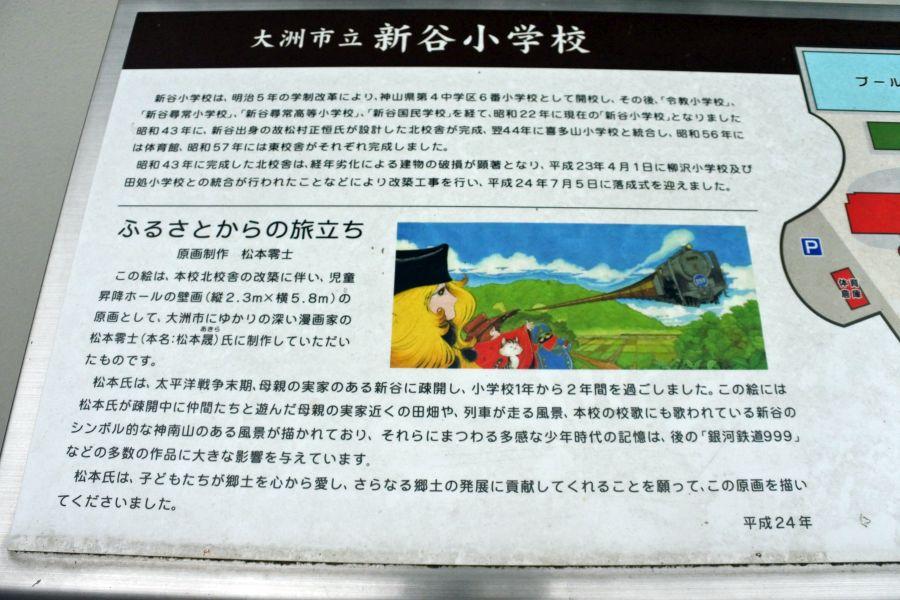 大洲市立 新谷小学校
新谷小学校は、明治5年の学制改革により、神山県第4中学区6番小学校として開校し、その後、「令教小学校」、
「新谷尋常小学校」、「新谷尋常高等小学校」、「新谷国民学校」を経て、昭和22年に現在の「新谷小学校」となりました
昭和43年に、新谷出身の故松村正恒氏が設計した北校舎が完成、翌44年に喜多山小学校と統合し、昭和56年に
は体育館、昭和57年には東校舎がそれぞれ完成しました。
昭和43年に完成した北校舎は、経年劣化による建物の破損が顕著となり、平成23年4月1日に柳沢小学校及び
田処小学校との統合が行われたことなどにより改築工事を行い、平成24年7月5日に落成式を迎えました。
ふるさとからの旅立ち
原画制作 松本零士
この絵は、本校北校舎の改築に伴い、児童
昇降ホールの壁画(縦2.3m×横5.8m)の
原画として、大洲市にゆかりの深い漫画家の
あきら
松本零士(本名:松本晟)氏に制作していただい
たものです。
松本氏は、太平洋戦争末期、母親の実家のある新谷に疎開し、小学校1年から2年間を過ごしました。この絵には
松本氏が疎開中に仲間たちと遊んだ母親の実家近くの田畑や、列車が走る風景、本校の校歌にも歌われている新谷の
シンボル的な神南山のある風景が描かれており、それらにまつわる多感な少年時代の記憶は、後の「銀河鉄道999」
などの多数の作品に大きな影響を与えています。
松本氏は、子どもたちが郷土を心から愛し、さらなる郷土の発展に貢献してくれることを願って、この原画を描い
てくださいました。
平成24年
プール
P
体育
倉庫